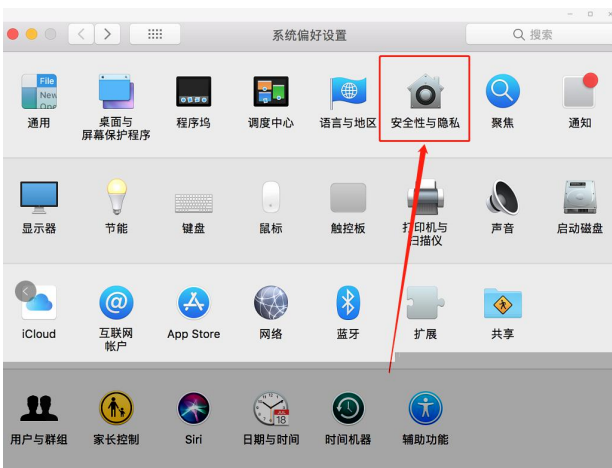 系统偏好设置
搜索
File
New
通用
桌面与
屏幕保护程序
程序坞
调度中心
语言与地区
安全性与隐私
聚焦
通知
显示器
节能
键盘
鼠标
触控板
打印机与
扫描仪
声音
启动磁盘
iCloud
互联网
帐户
App Store
网络
蓝牙
扩展
共享
用户与群组
家长控制
Siri
JUL
18
日期与时间
时间机器
辅助功能